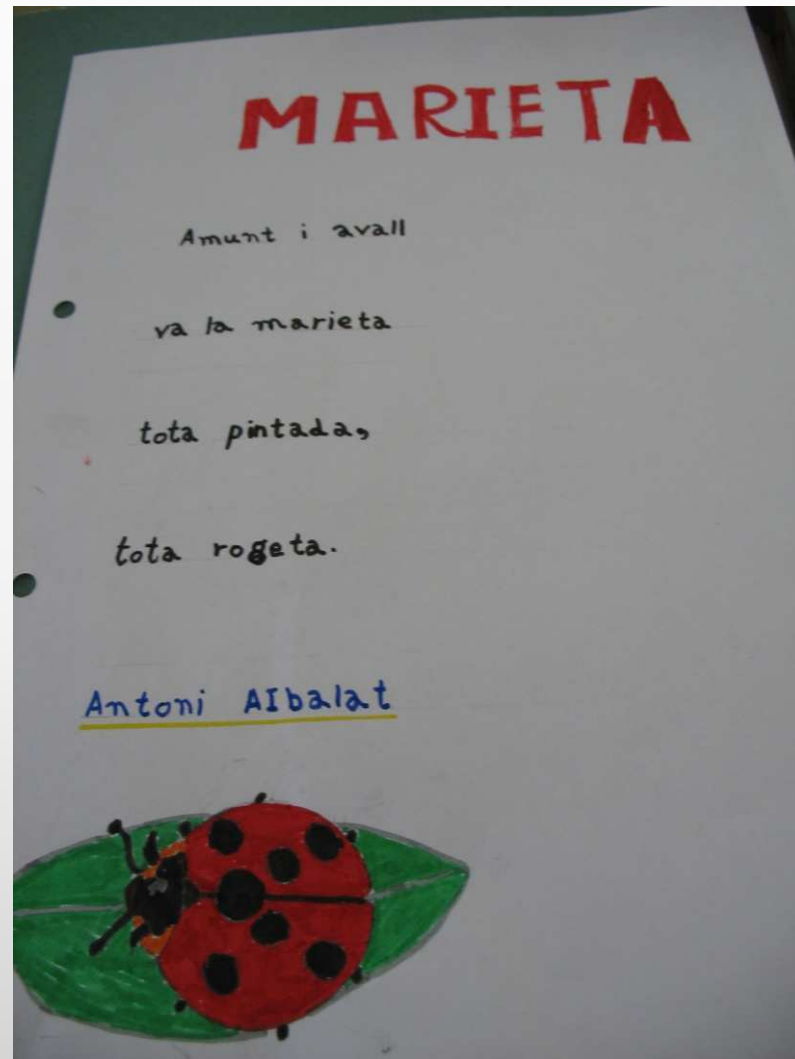 MARIETA
Amunt i avall
va la marieta
tota pintada,
tota rogeta.
Antoni AIbalat